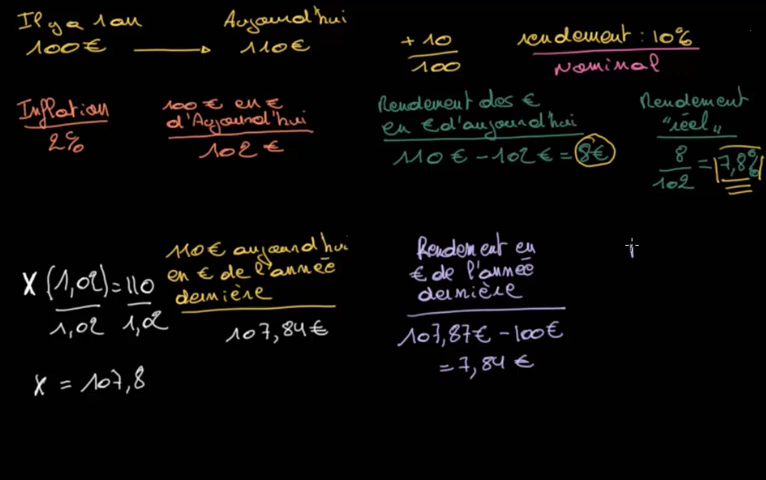 Il y a 1 an
Aujourd'hui
100 €
110 €
+ 10
100
rendement : 10%
nominal
Inflation
2%
100 € en €
d'Aujourd'hui
102 €
Rendement des €
en € d'aujourd'hui
110 € - 102 € = 8 €
Rendement
"réel"
8
102
= 7,8%
X (1,02) = 110
1,02 1,02
X = 107,8
110 € aujourd'hui
en € de l'année
dernière
107,84 €
Rendement en
€ de l'année
dernière
107,87 € - 100 €
= 7,84 €